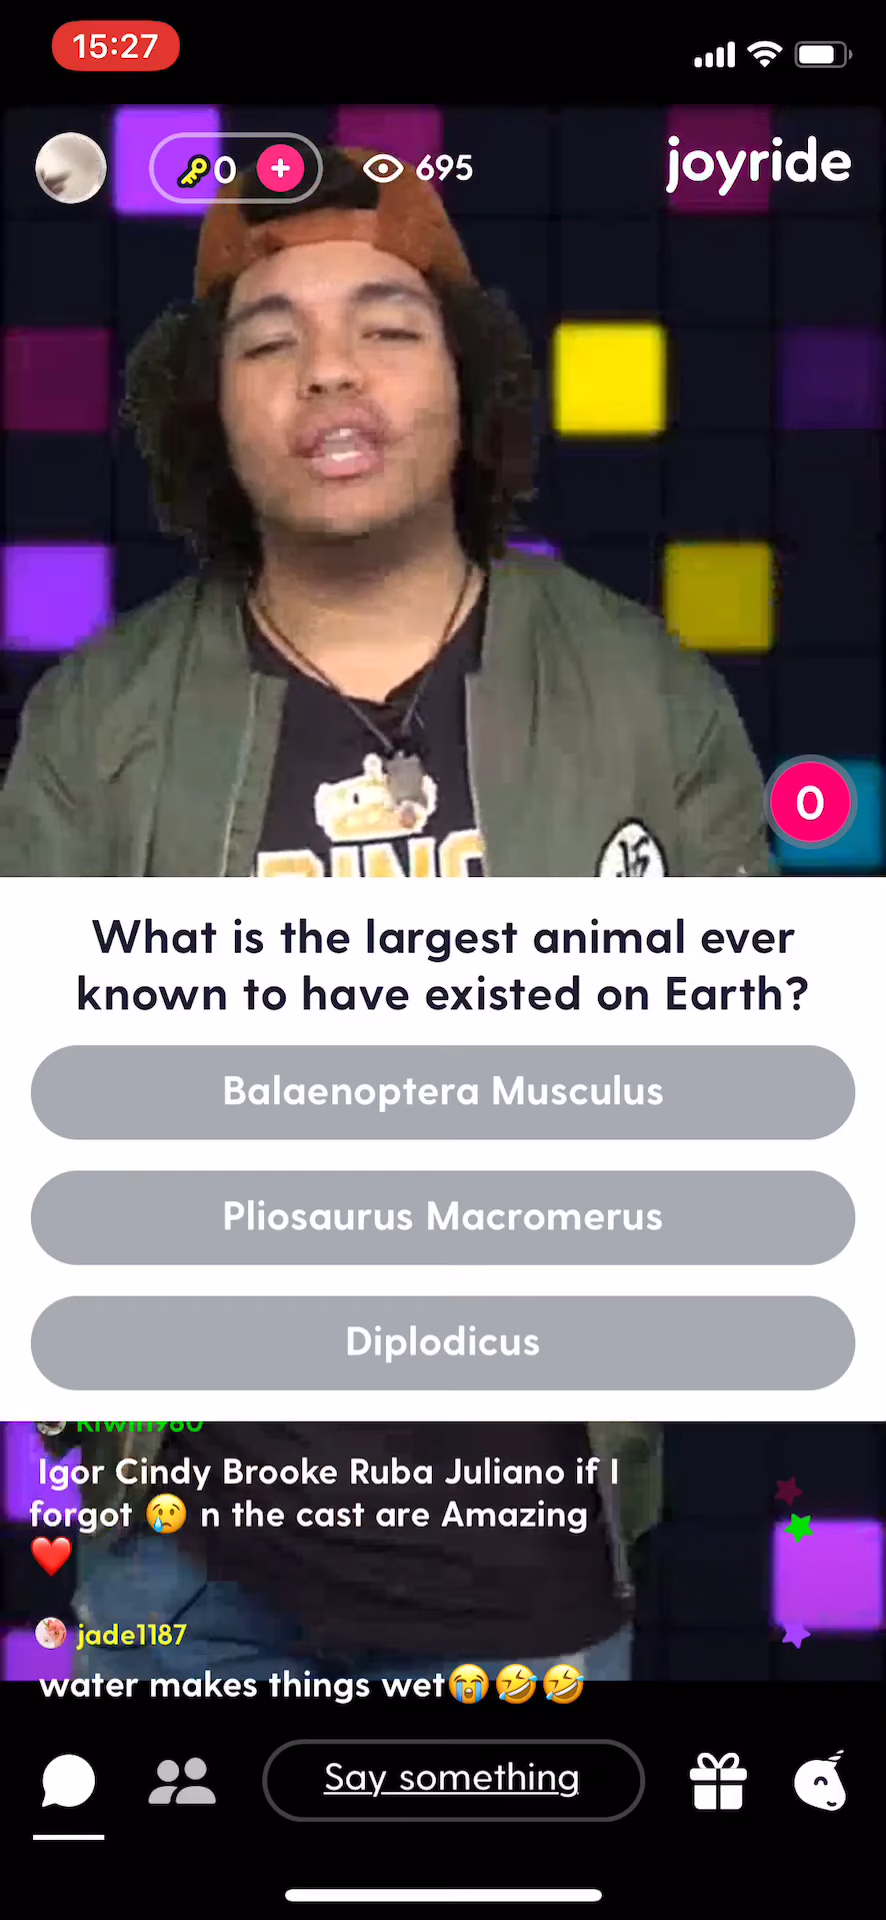 15:27
0 + 695 joyride
0
What is the largest animal ever
known to have existed on Earth?
Balaenoptera Musculus
Pliosaurus Macromerus
Diplodicus
Igor Cindy Brooke Ruba Juliano if I
forgot 😢 n the cast are Amazing
❤️
jade1187
water makes things wet😭🤣🤣
Say something